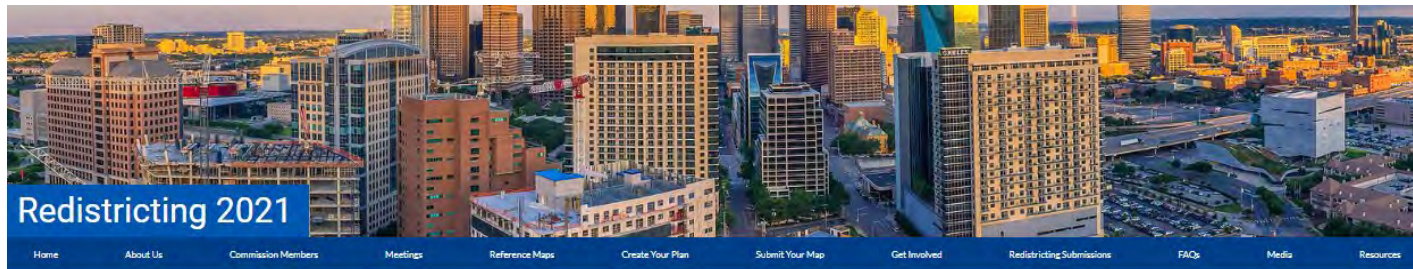 Redistricting 2021
Home About Us Commission Members Meetings Reference Maps Create Your Plan Submit Your Map Get Involved Redistricting Submissions FAQs Media Resources